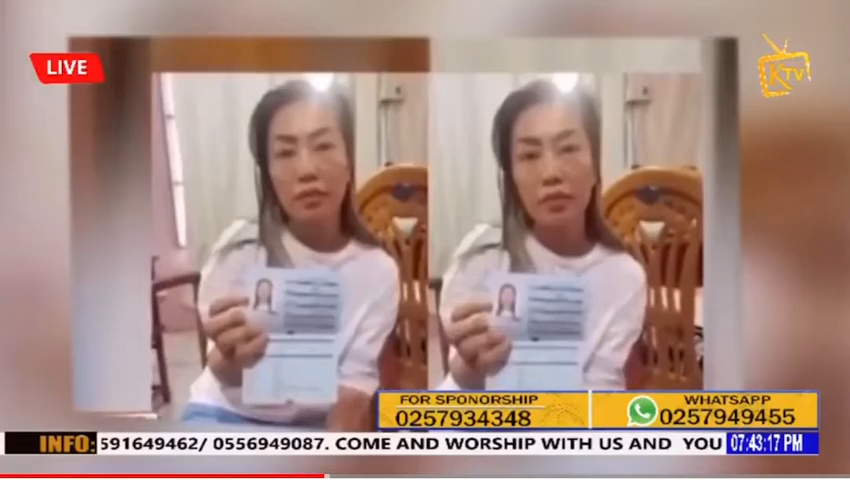 LIVE
KTV
FOR SPONORSHIP
0257934348
WHATSAPP
0257949455
INFO:
591649462/ 0556949087. COME AND WORSHIP WITH US AND YOU
07:43:17 PM